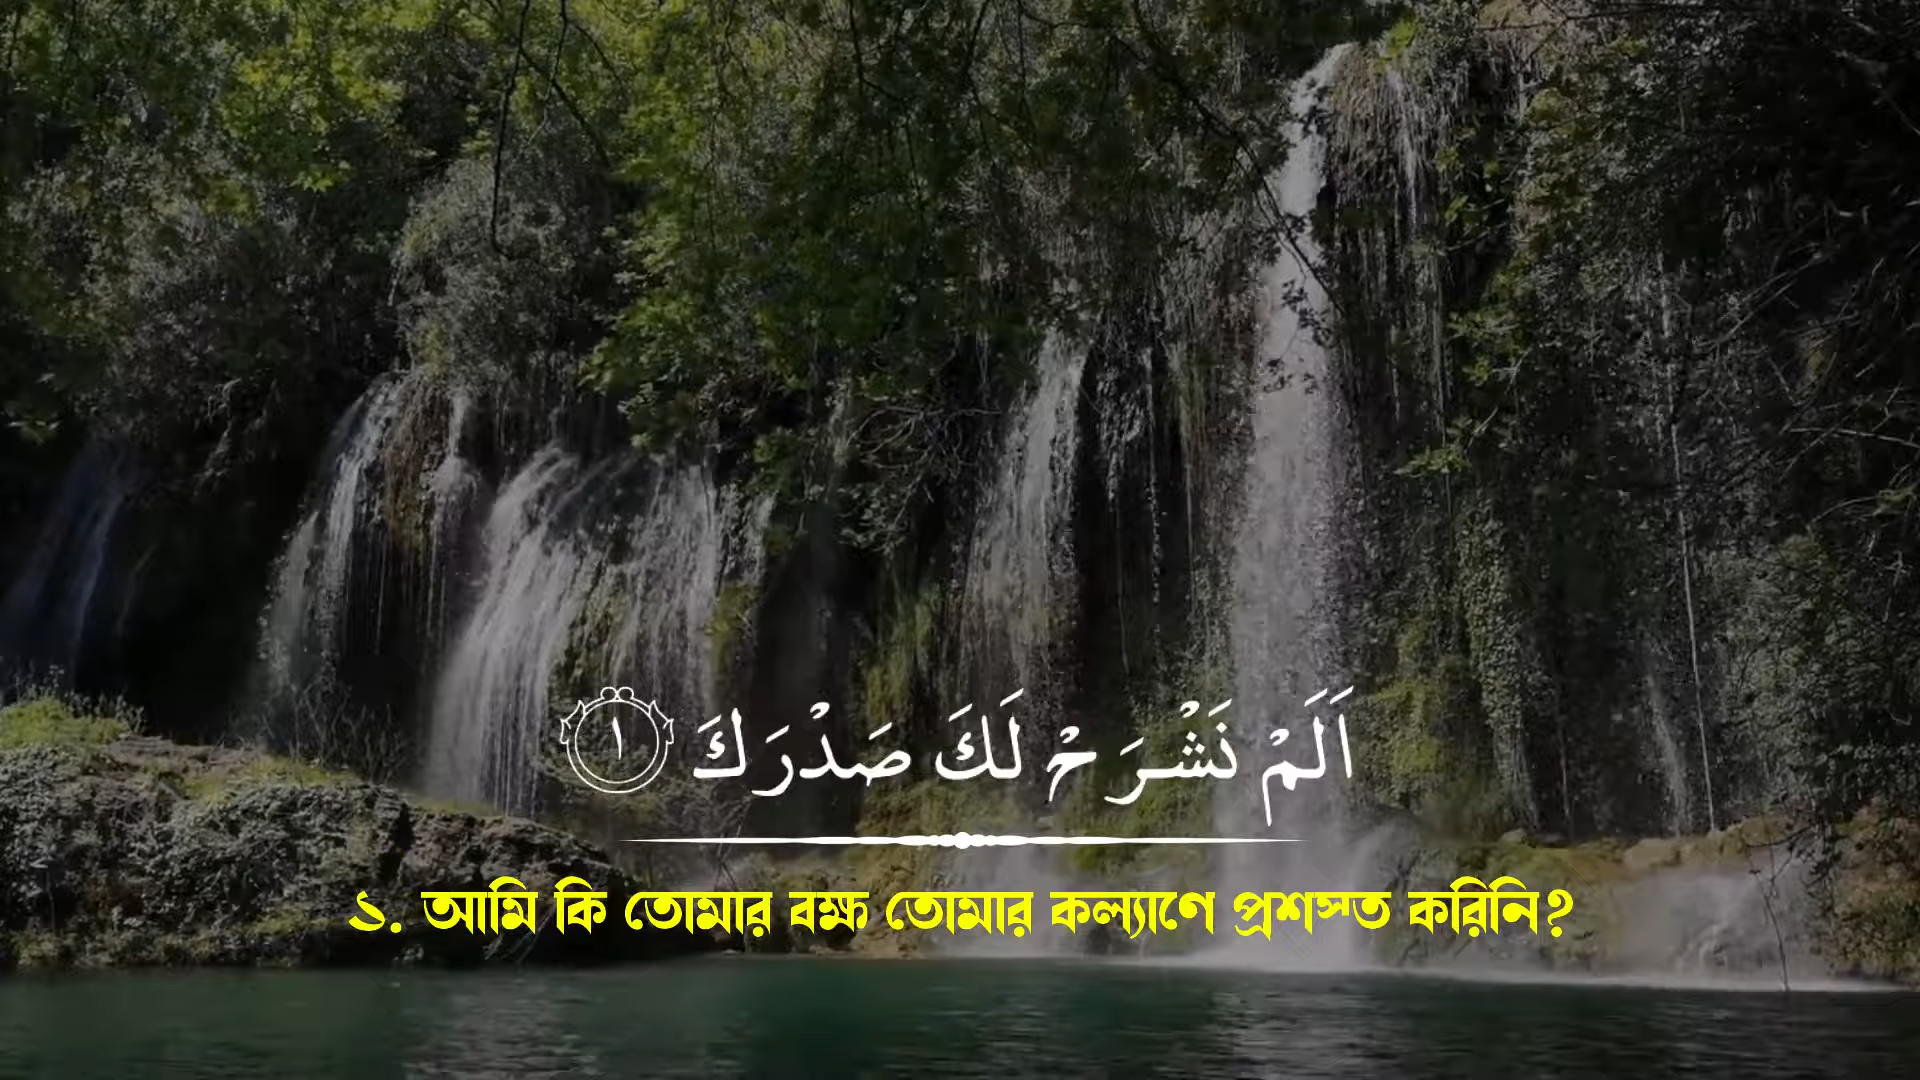 اَلَمْ نَشْرَحْ لَكَ صَدْرَكَ ۝١
১. আমি কি তোমার বক্ষ তোমার কল্যাণে প্রশস্ত করিনি?